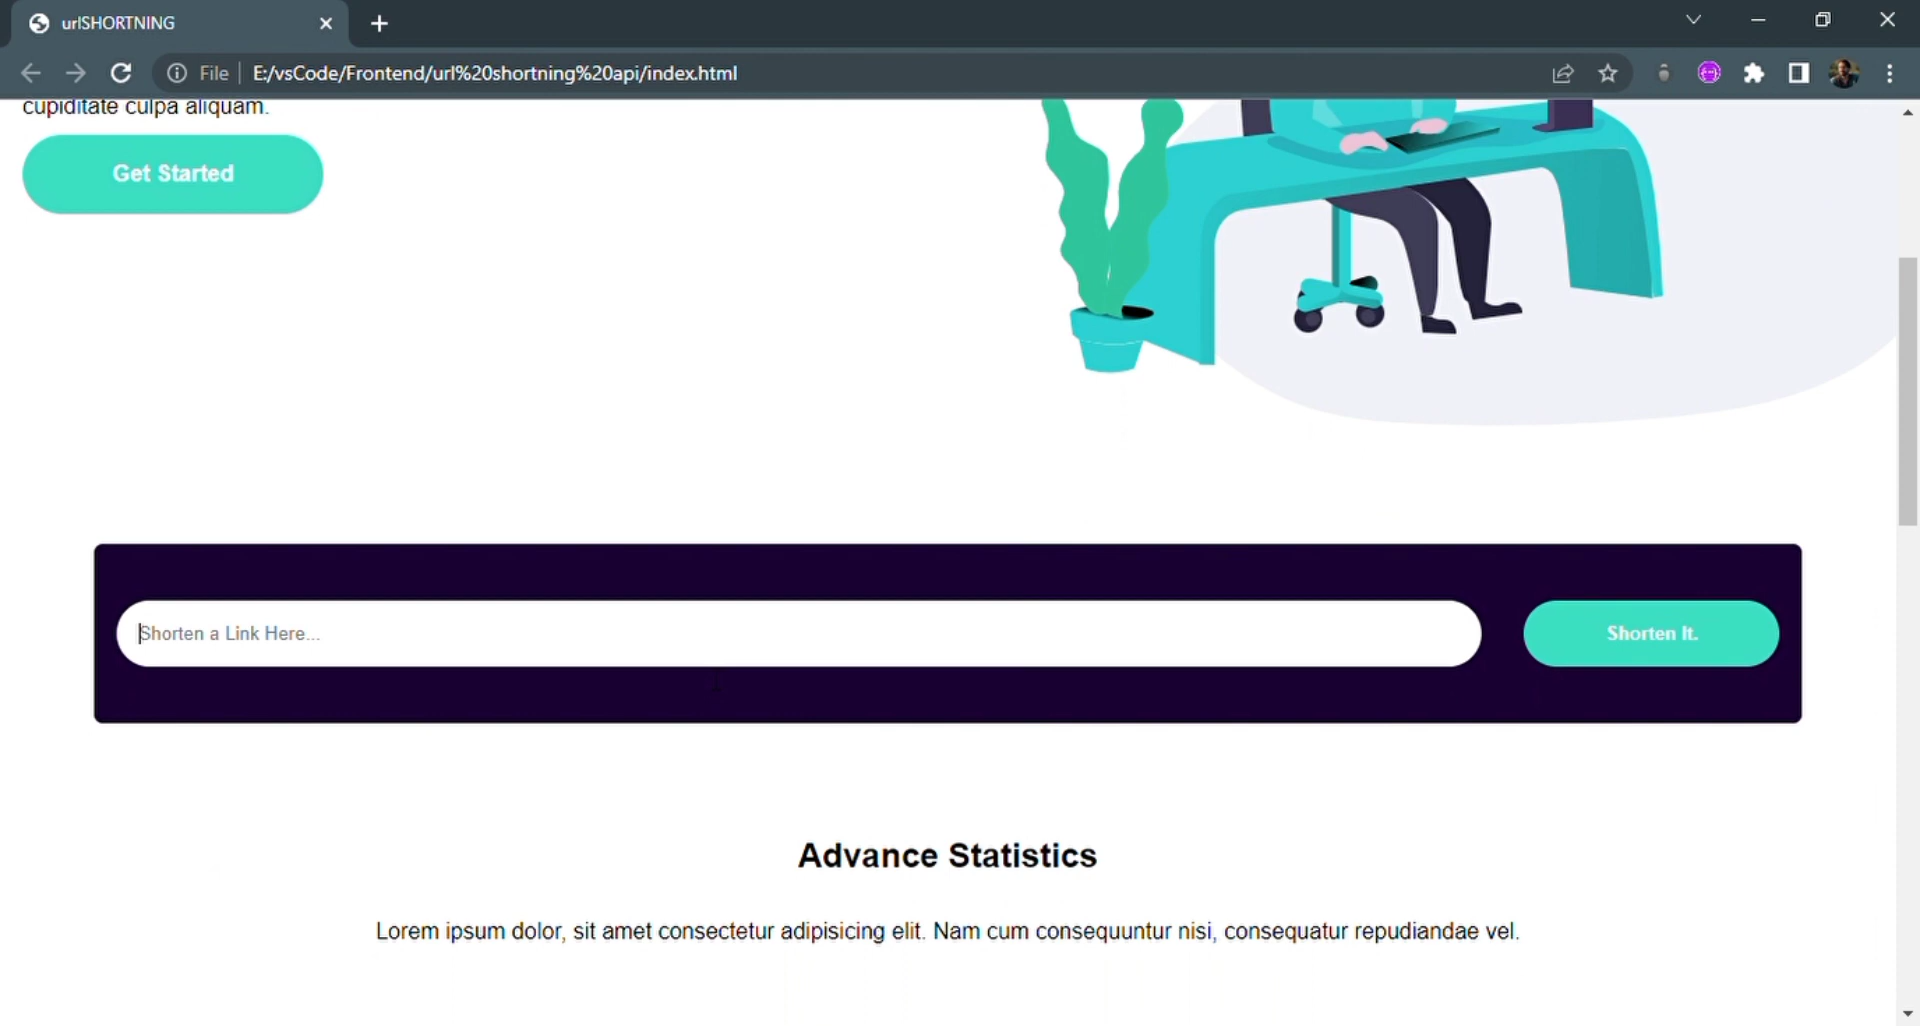 urlSHORTNING
File
E:/vsCode/Frontend/url%20shortning%20api/index.html
cupiditate culpa aliquam.
Get Started
Shorten a Link Here...
Shorten It.
Advance Statistics
Lorem ipsum dolor, sit amet consectetur adipisicing elit. Nam cum consequuntur nisi, consequatur repudiandae vel.